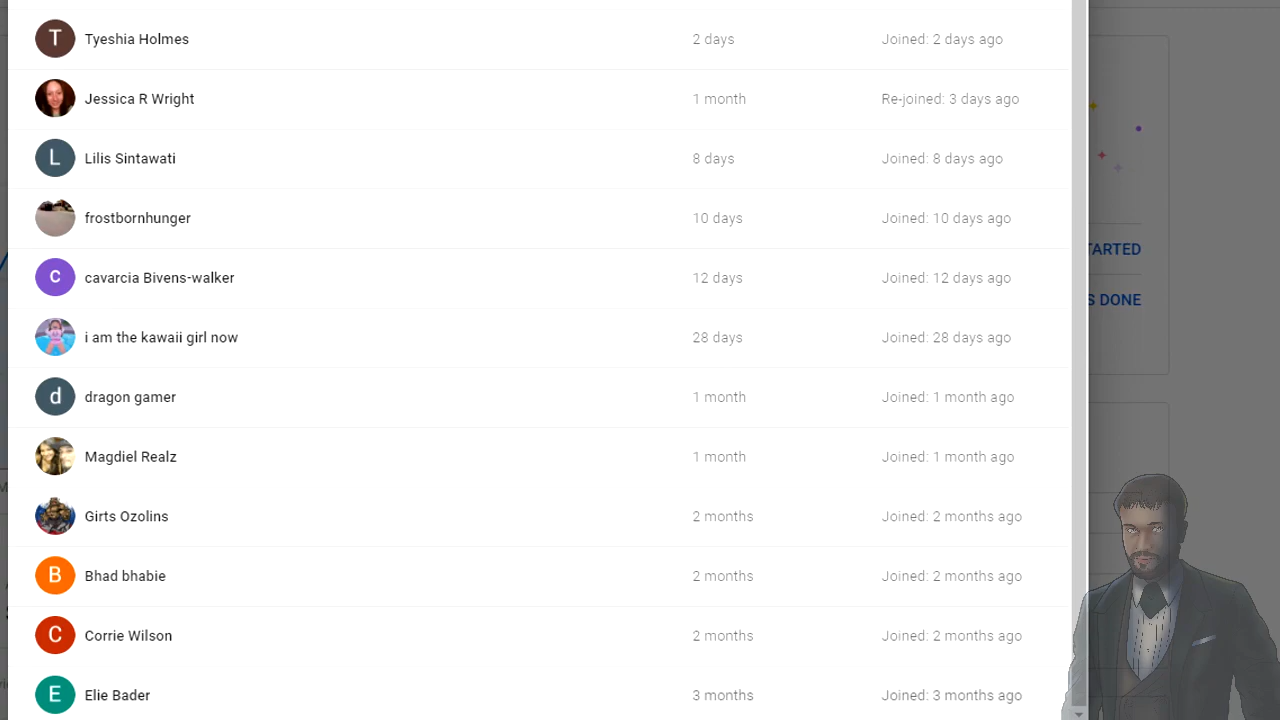 T Tyeshia Holmes 2 days Joined: 2 days ago
Jessica R Wright 1 month Re-joined: 3 days ago
L Lilis Sintawati 8 days Joined: 8 days ago
frostbornhunger 10 days Joined: 10 days ago
c cavarcia Bivens-walker 12 days Joined: 12 days ago
TARTED
S DONE
i am the kawaii girl now 28 days Joined: 28 days ago
d dragon gamer 1 month Joined: 1 month ago
Magdiel Realz 1 month Joined: 1 month ago
Girts Ozolins 2 months Joined: 2 months ago
B Bhad bhabie 2 months Joined: 2 months ago
C Corrie Wilson 2 months Joined: 2 months ago
E Elie Bader 3 months Joined: 3 months ago